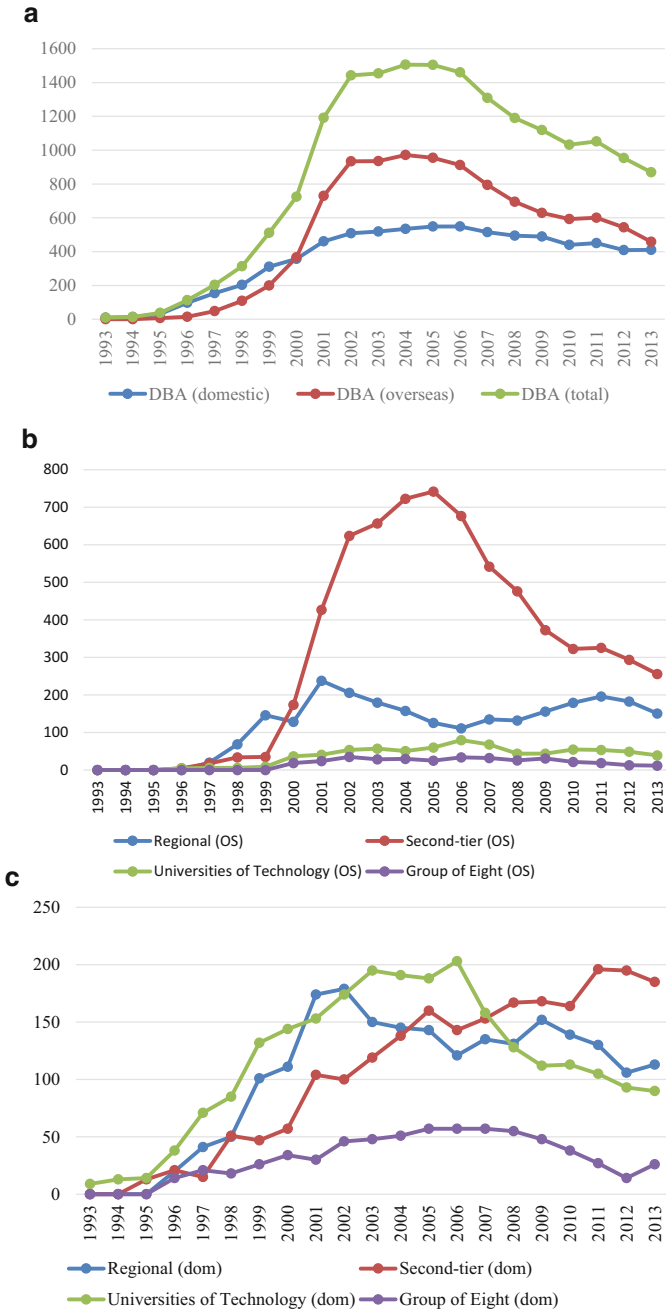 a
1600
1400
1200
1000
800
600
400
200
0
1993 1994 1995 1996 1997 1998 1999 2000 2001 2002 2003 2004 2005 2006 2007 2008 2009 2010 2011 2012 2013
DBA (domestic) DBA (overseas) DBA (total)
b
800
700
600
500
400
300
200
100
0
1993 1994 1995 1996 1997 1998 1999 2000 2001 2002 2003 2004 2005 2006 2007 2008 2009 2010 2011 2012 2013
Regional (OS) Second-tier (OS)
Universities of Technology (OS) Group of Eight (OS)
c
250
200
150
100
50
0
1993 1994 1995 1996 1997 1998 1999 2000 2001 2002 2003 2004 2005 2006 2007 2008 2009 2010 2011 2012 2013
Regional (dom) Second-tier (dom)
Universities of Technology (dom) Group of Eight (dom)